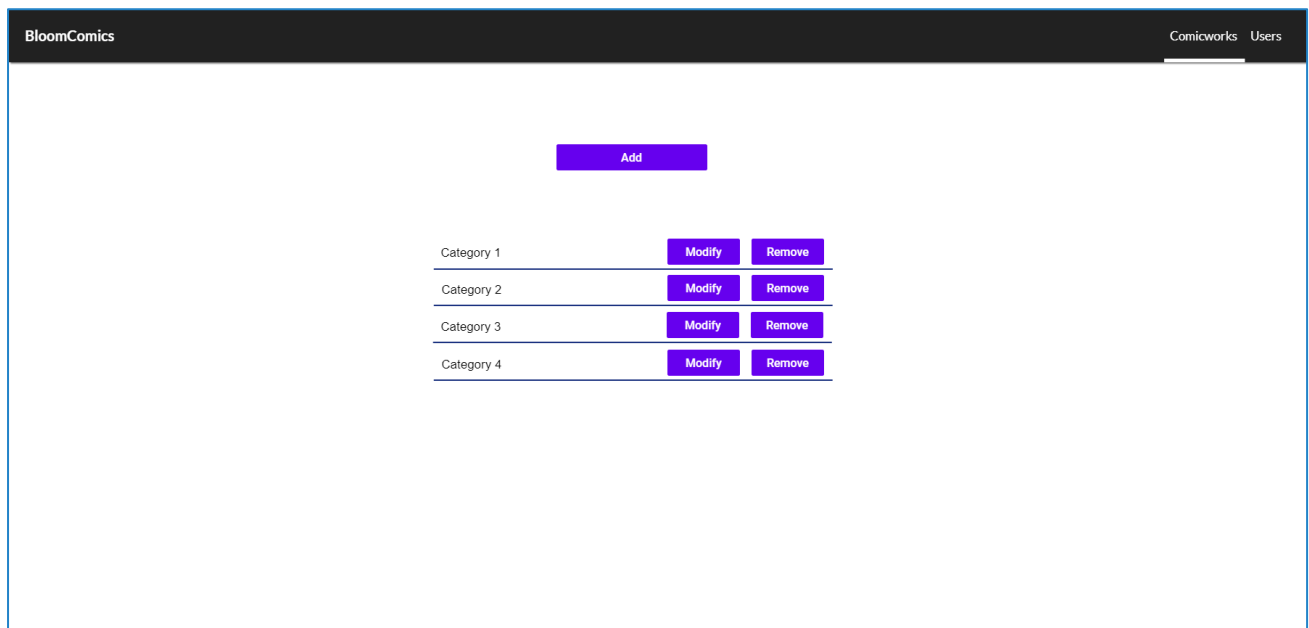 BloomComics Comicworks Users
Add
Category 1 Modify Remove
Category 2 Modify Remove
Category 3 Modify Remove
Category 4 Modify Remove